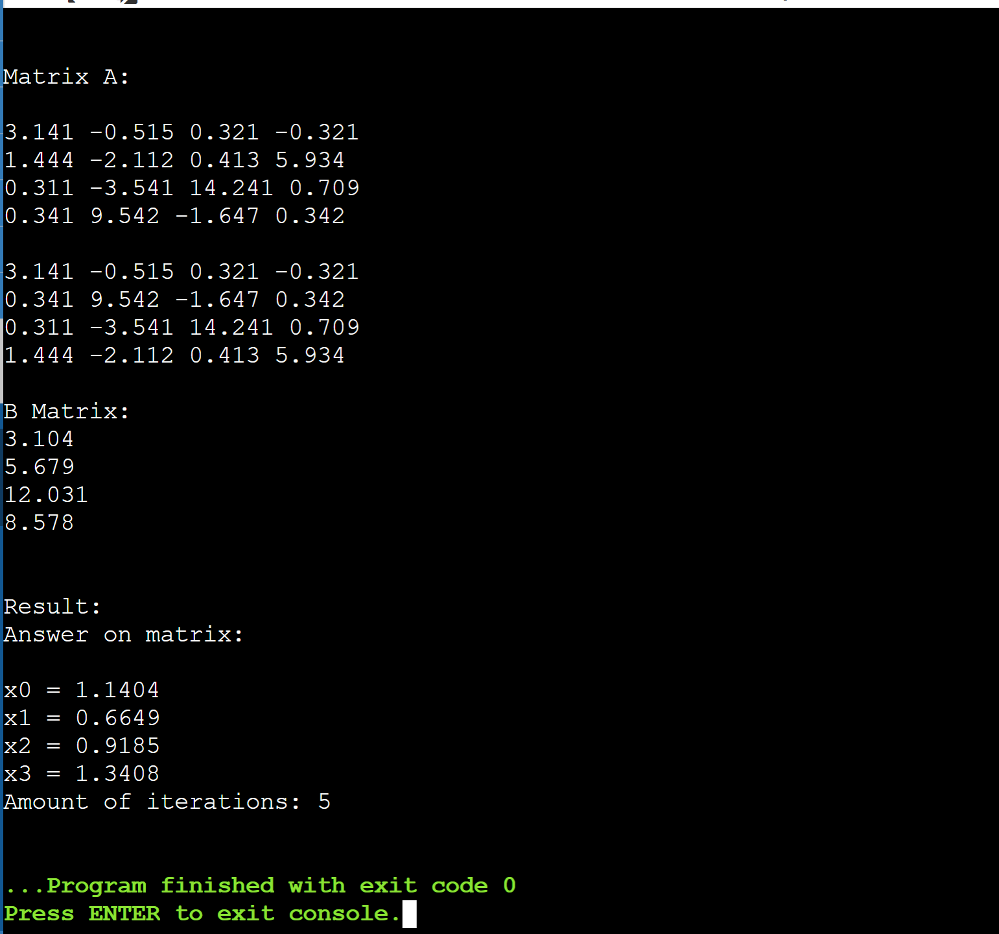 Matrix A:
3.141 -0.515 0.321 -0.321
1.444 -2.112 0.413 5.934
0.311 -3.541 14.241 0.709
0.341 9.542 -1.647 0.342
3.141 -0.515 0.321 -0.321
0.341 9.542 -1.647 0.342
0.311 -3.541 14.241 0.709
1.444 -2.112 0.413 5.934
B Matrix:
3.104
5.679
12.031
8.578
Result:
Answer on matrix:
x0 = 1.1404
x1 = 0.6649
x2 = 0.9185
x3 = 1.3408
Amount of iterations: 5
...Program finished with exit code 0
Press ENTER to exit console.